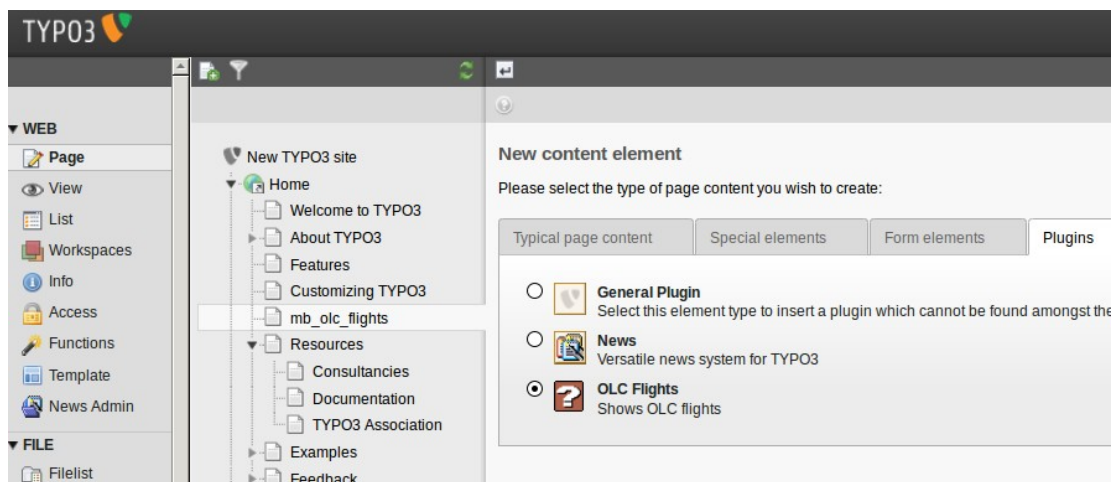 TYPO3
WEB
Page
View
List
Workspaces
Info
Access
Functions
Template
News Admin
FILE
Filelist
New TYPO3 site
Home
Welcome to TYPO3
About TYPO3
Features
Customizing TYPO3
mb_olc_flights
Resources
Consultancies
Documentation
TYPO3 Association
Examples
Feedback
New content element
Please select the type of page content you wish to create:
Typical page content Special elements Form elements Plugins
General Plugin
Select this element type to insert a plugin which cannot be found amongst the
News
Versatile news system for TYPO3
OLC Flights
Shows OLC flights